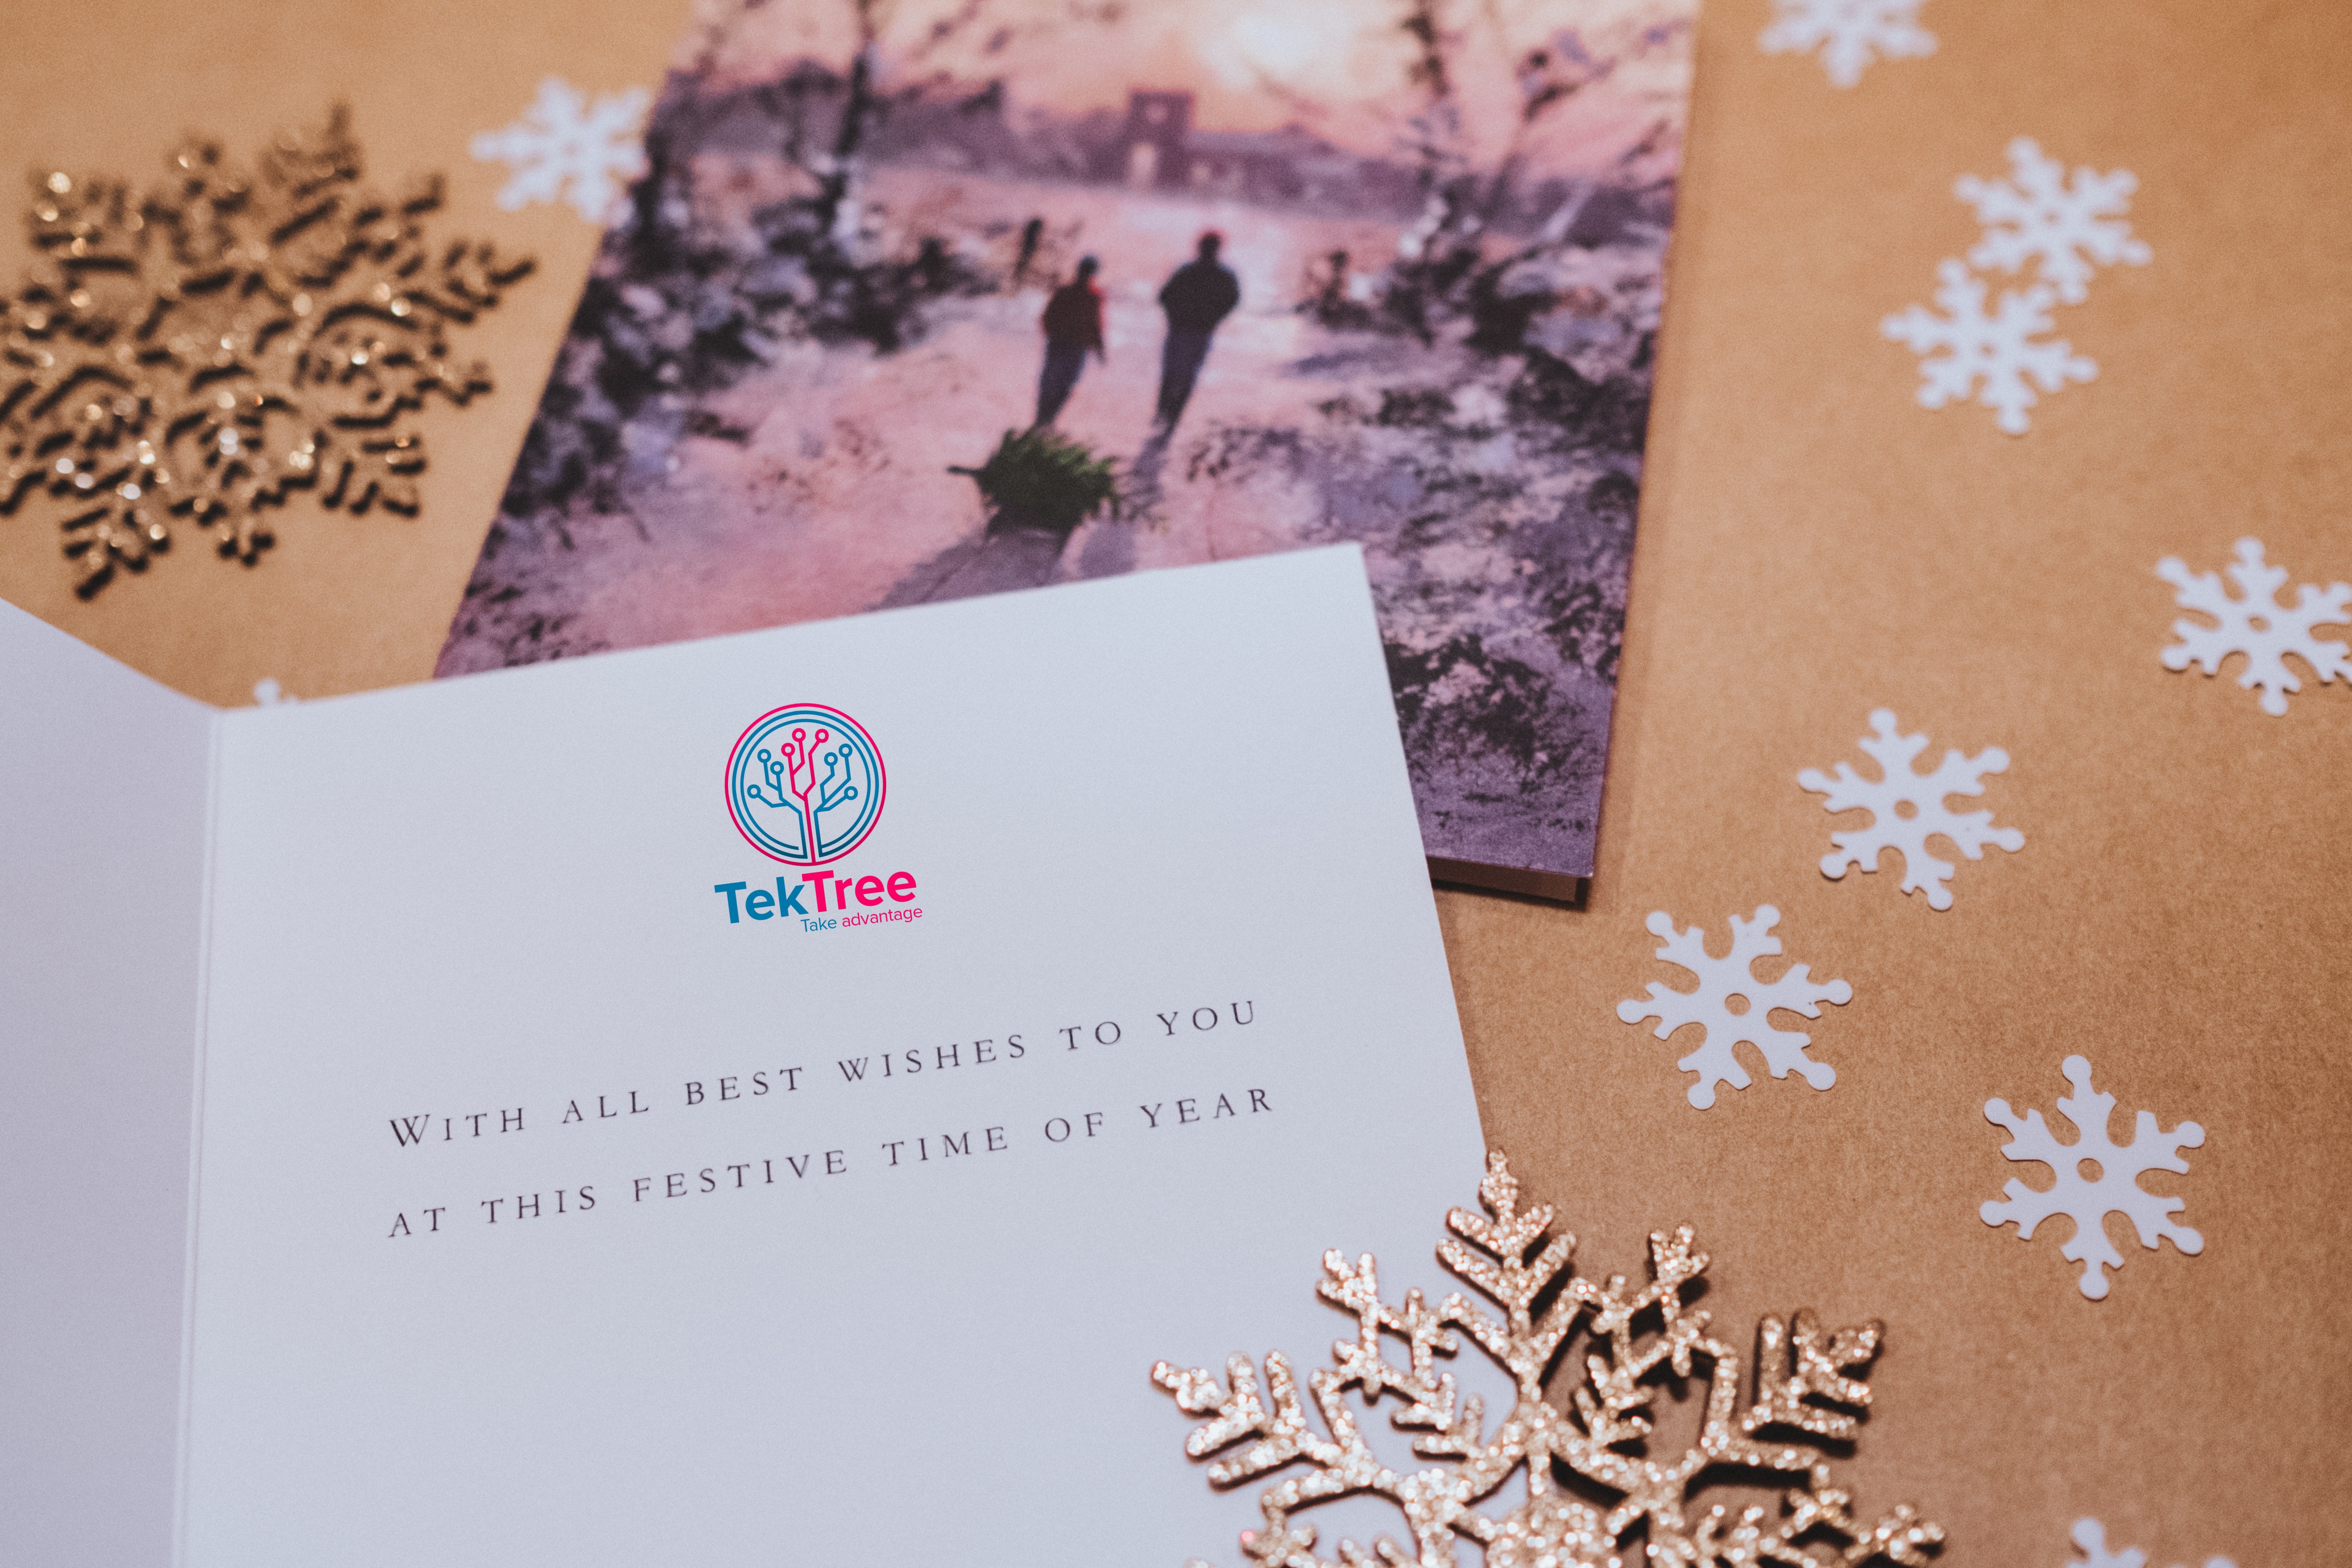 TekTree
Take advantage
WITH ALL BEST WISHES TO YOU
AT THIS FESTIVE TIME OF YEAR